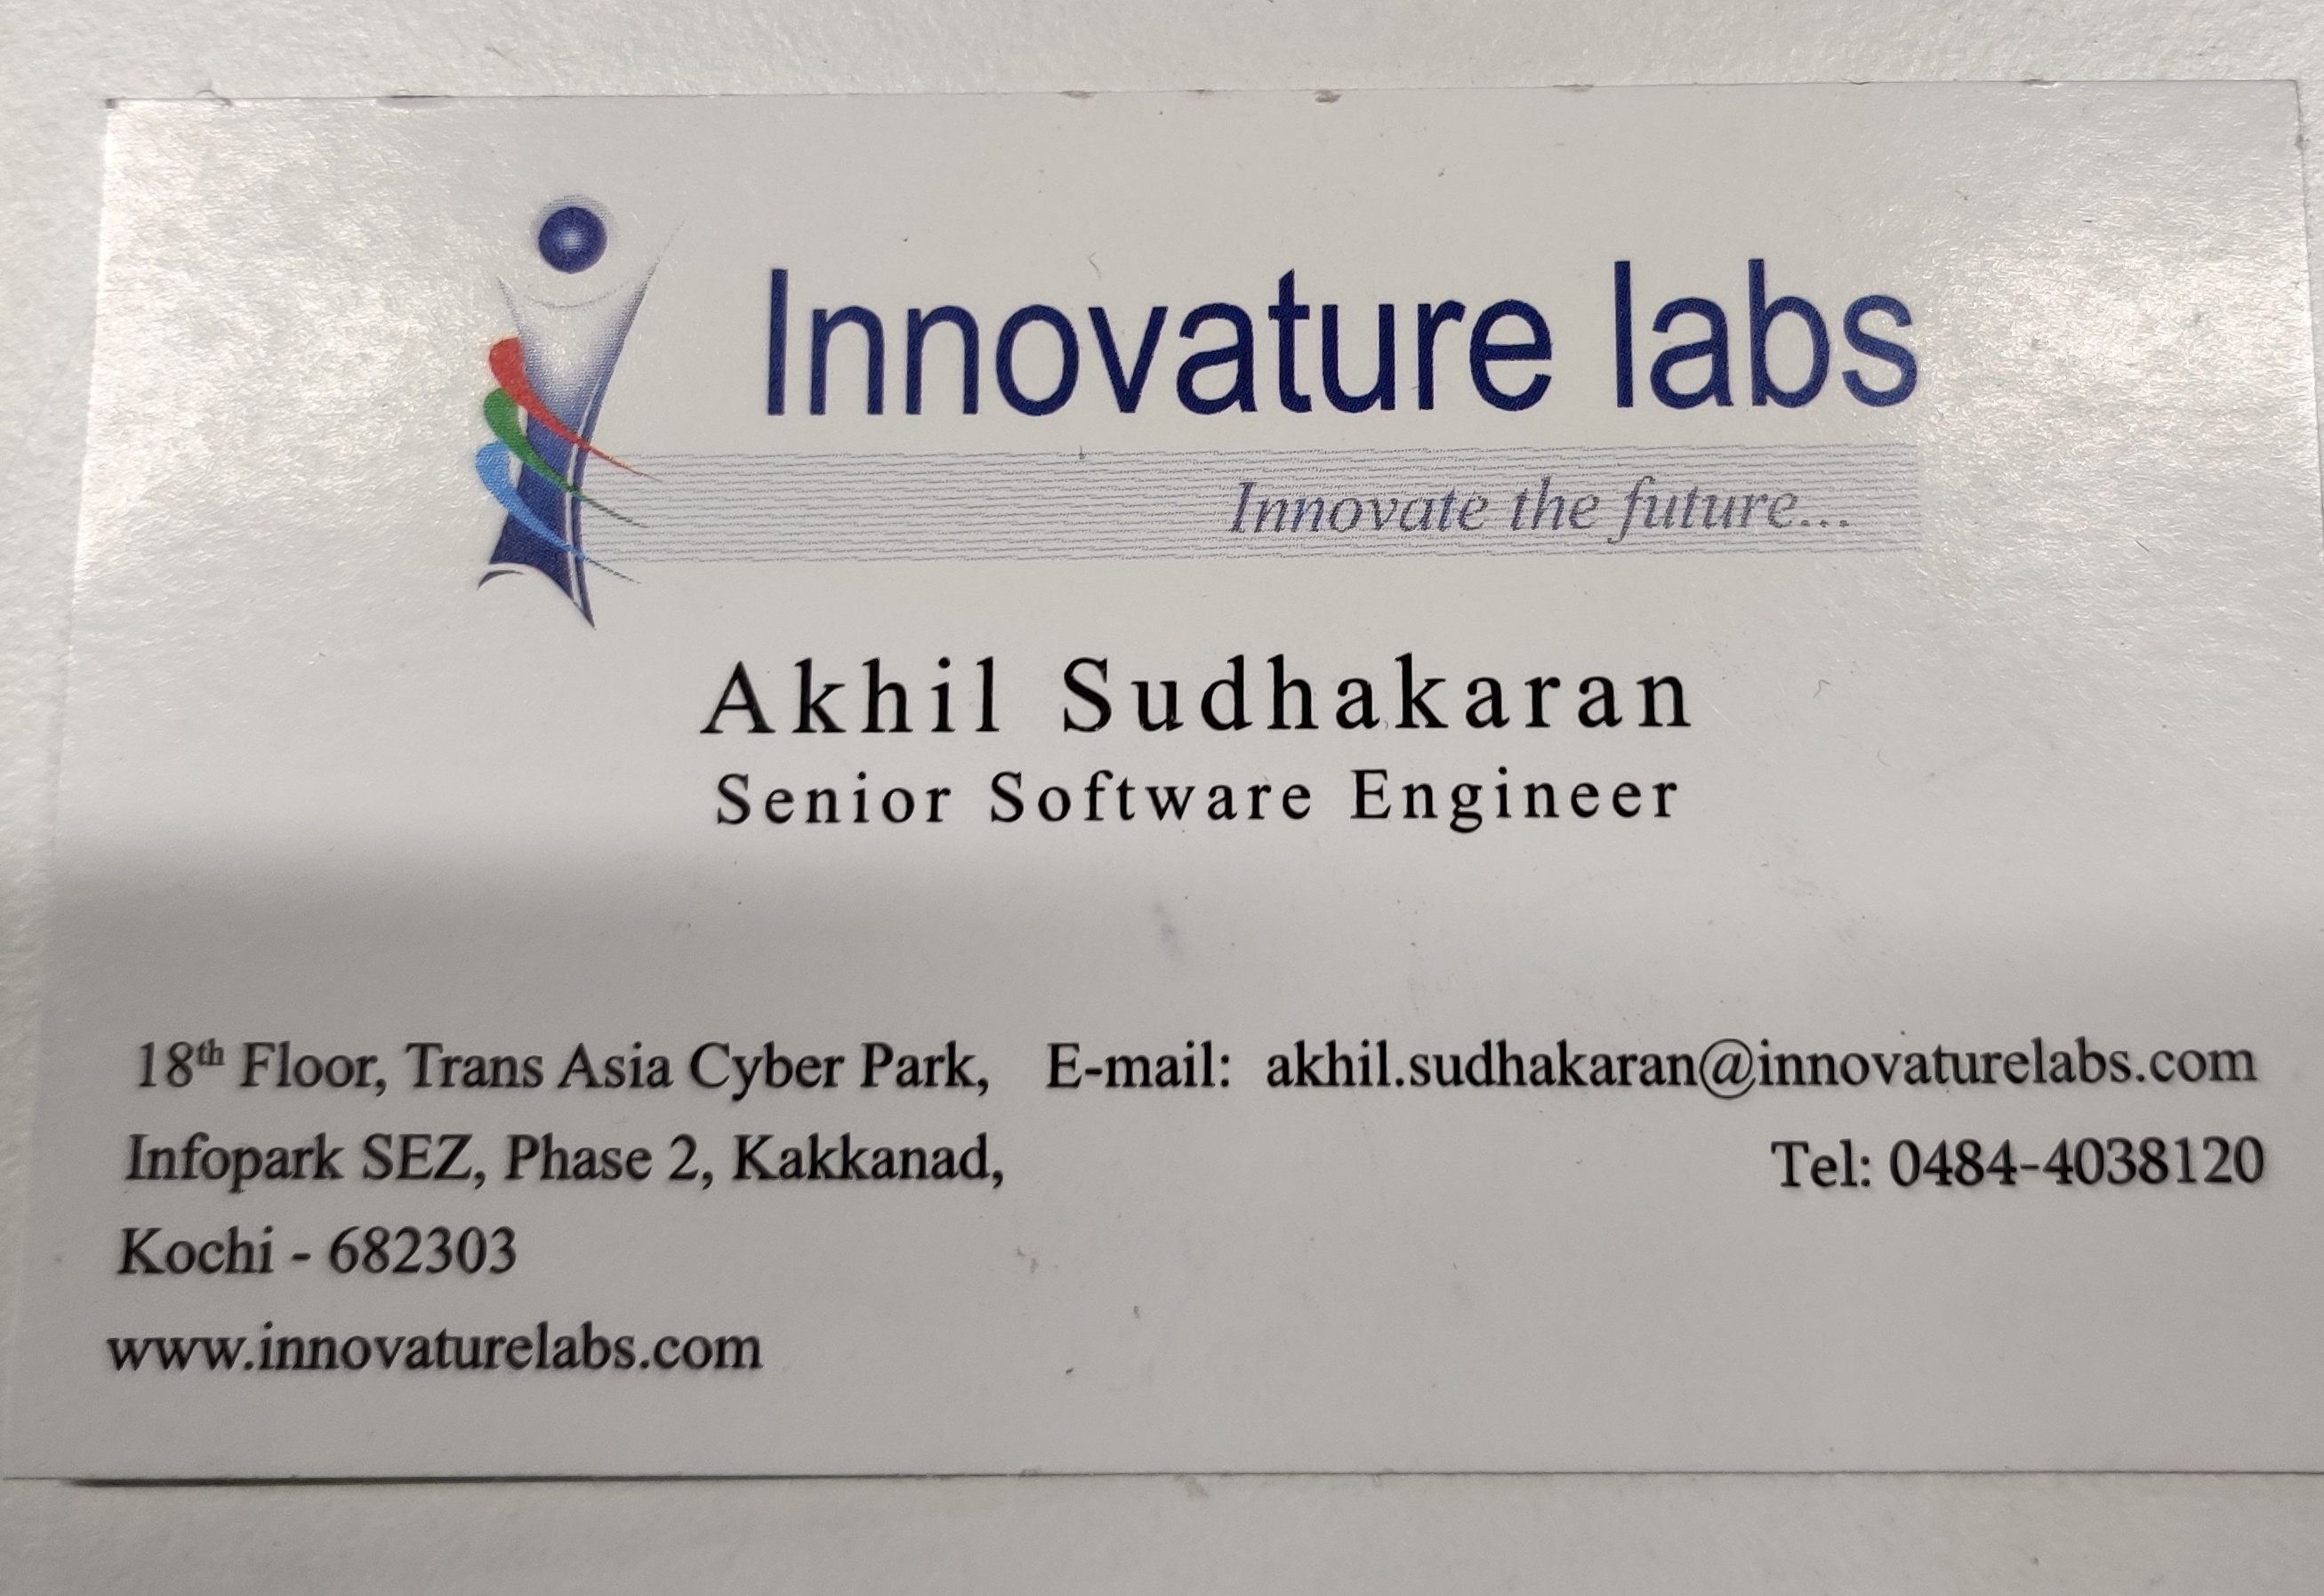 Innovature labs
Innovate the future...
Akhil Sudhakaran
Senior Software Engineer
18th Floor, Trans Asia Cyber Park,
Infopark SEZ, Phase 2, Kakkanad,
Kochi - 682303
www.innovaturelabs.com
E-mail: akhil.sudhakaran@innovaturelabs.com
Tel: 0484-4038120